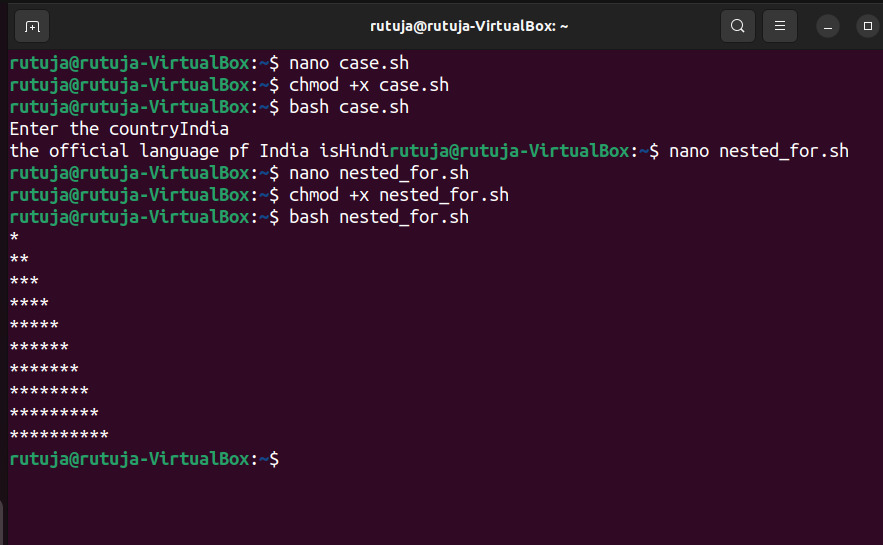 rutuja@rutuja-VirtualBox: ~
rutuja@rutuja-VirtualBox:~$ nano case.sh
rutuja@rutuja-VirtualBox:~$ chmod +x case.sh
rutuja@rutuja-VirtualBox:~$ bash case.sh
Enter the countryIndia
the official language pf India isHindirutuja@rutuja-VirtualBox:~$ nano nested_for.sh
rutuja@rutuja-VirtualBox:~$ nano nested_for.sh
rutuja@rutuja-VirtualBox:~$ chmod +x nested_for.sh
rutuja@rutuja-VirtualBox:~$ bash nested_for.sh
*
**
***
****
*****
******
*******
********
*********
**********
rutuja@rutuja-VirtualBox:~$